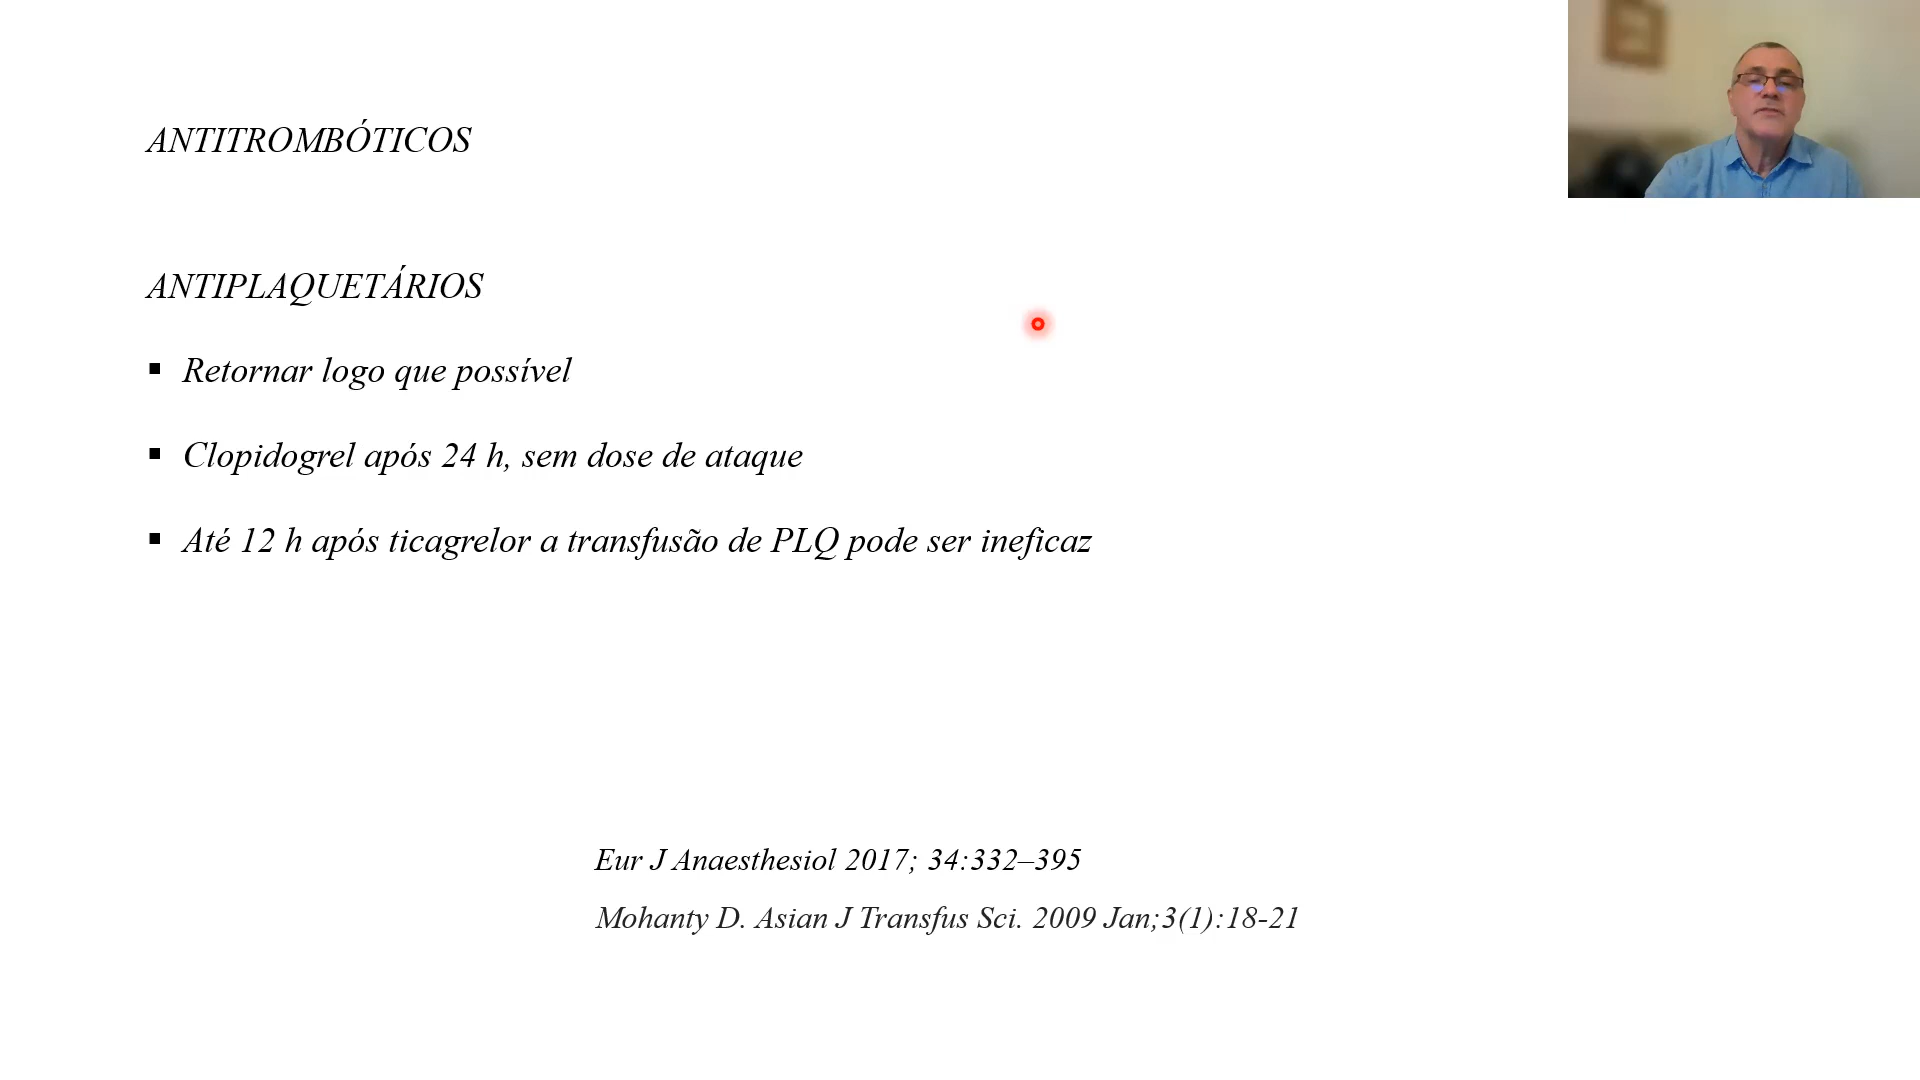 ANTITROMBÓTICOS
ANTIPLAQUETÁRIOS
▪ Retornar logo que possível
▪ Clopidogrel após 24 h, sem dose de ataque
▪ Até 12 h após ticagrelor a transfusão de PLQ pode ser ineficaz
Eur J Anaesthesiol 2017; 34:332–395
Mohanty D. Asian J Transfus Sci. 2009 Jan;3(1):18-21